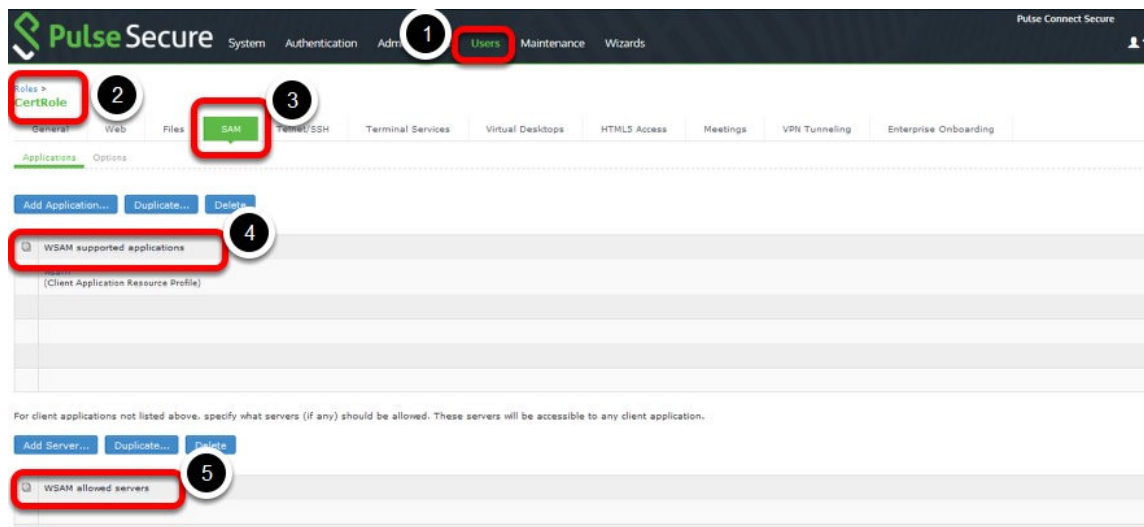 Pulse Secure
Pulse Connect Secure
System Authentication 1 Users Maintenance Wizards
Roles >
CertRole
2
3
General Web Files SAM Telnet/SSH Terminal Services Virtual Desktops HTML5 Access Meetings VPN Tunneling Enterprise Onboarding
Applications Options
Add Application... Duplicate... Delete
4
WSAM supported applications
(Client Application Resource Profile)
For client applications not listed above, specify what servers (if any) should be allowed. These servers will be accessible to any client application.
Add Server... Duplicate... Delete
5
WSAM allowed servers